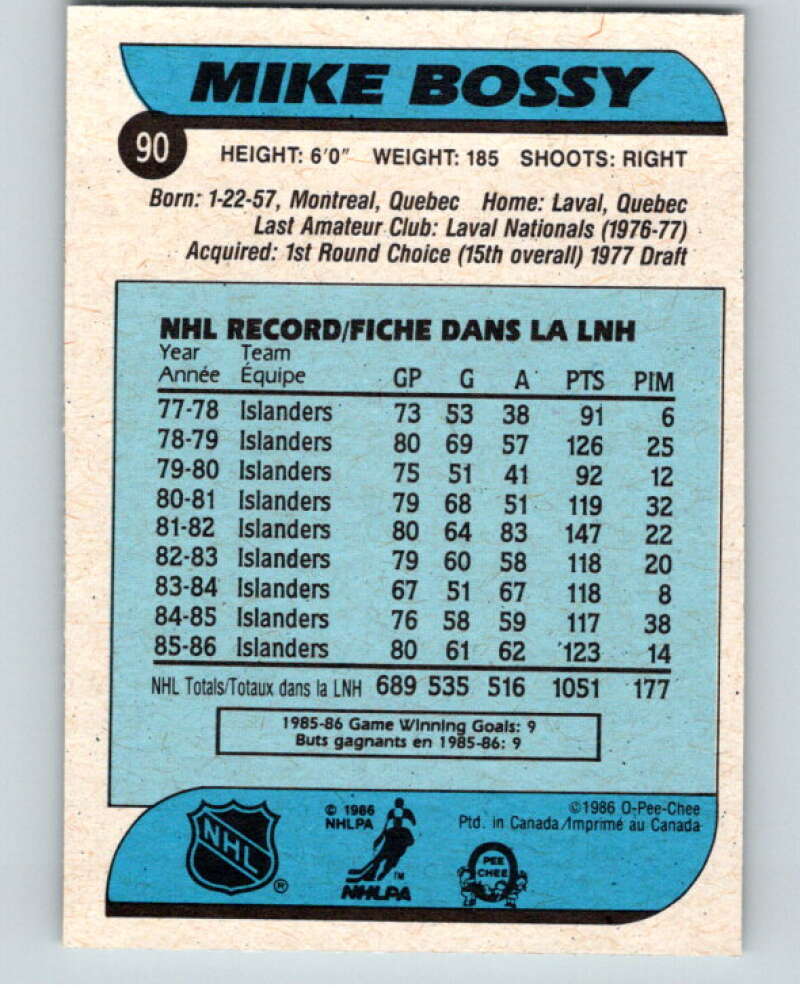 MIKE BOSSY
90
HEIGHT: 6'0" WEIGHT: 185 SHOOTS: RIGHT
Born: 1-22-57, Montreal, Quebec Home: Laval, Quebec
Last Amateur Club: Laval Nationals (1976-77)
Acquired: 1st Round Choice (15th overall) 1977 Draft
NHL RECORD/FICHE DANS LA LNH
Year Team
Année Équipe GP G A PTS PIM
77-78 Islanders 73 53 38 91 6
78-79 Islanders 80 69 57 126 25
79-80 Islanders 75 51 41 92 12
80-81 Islanders 79 68 51 119 32
81-82 Islanders 80 64 83 147 22
82-83 Islanders 79 60 58 118 20
83-84 Islanders 67 51 67 118 8
84-85 Islanders 76 58 59 117 38
85-86 Islanders 80 61 62 123 14
NHL Totals/Totaux dans la LNH 689 535 516 1051 177
1985-86 Game Winning Goals: 9
Buts gagnants en 1985-86: 9
NHL ®
© 1986
NHLPA
TM
NHLPA
O
PEE
CHEE
©1986 O-Pee-Chee
Ptd. in Canada/Imprimé au Canada